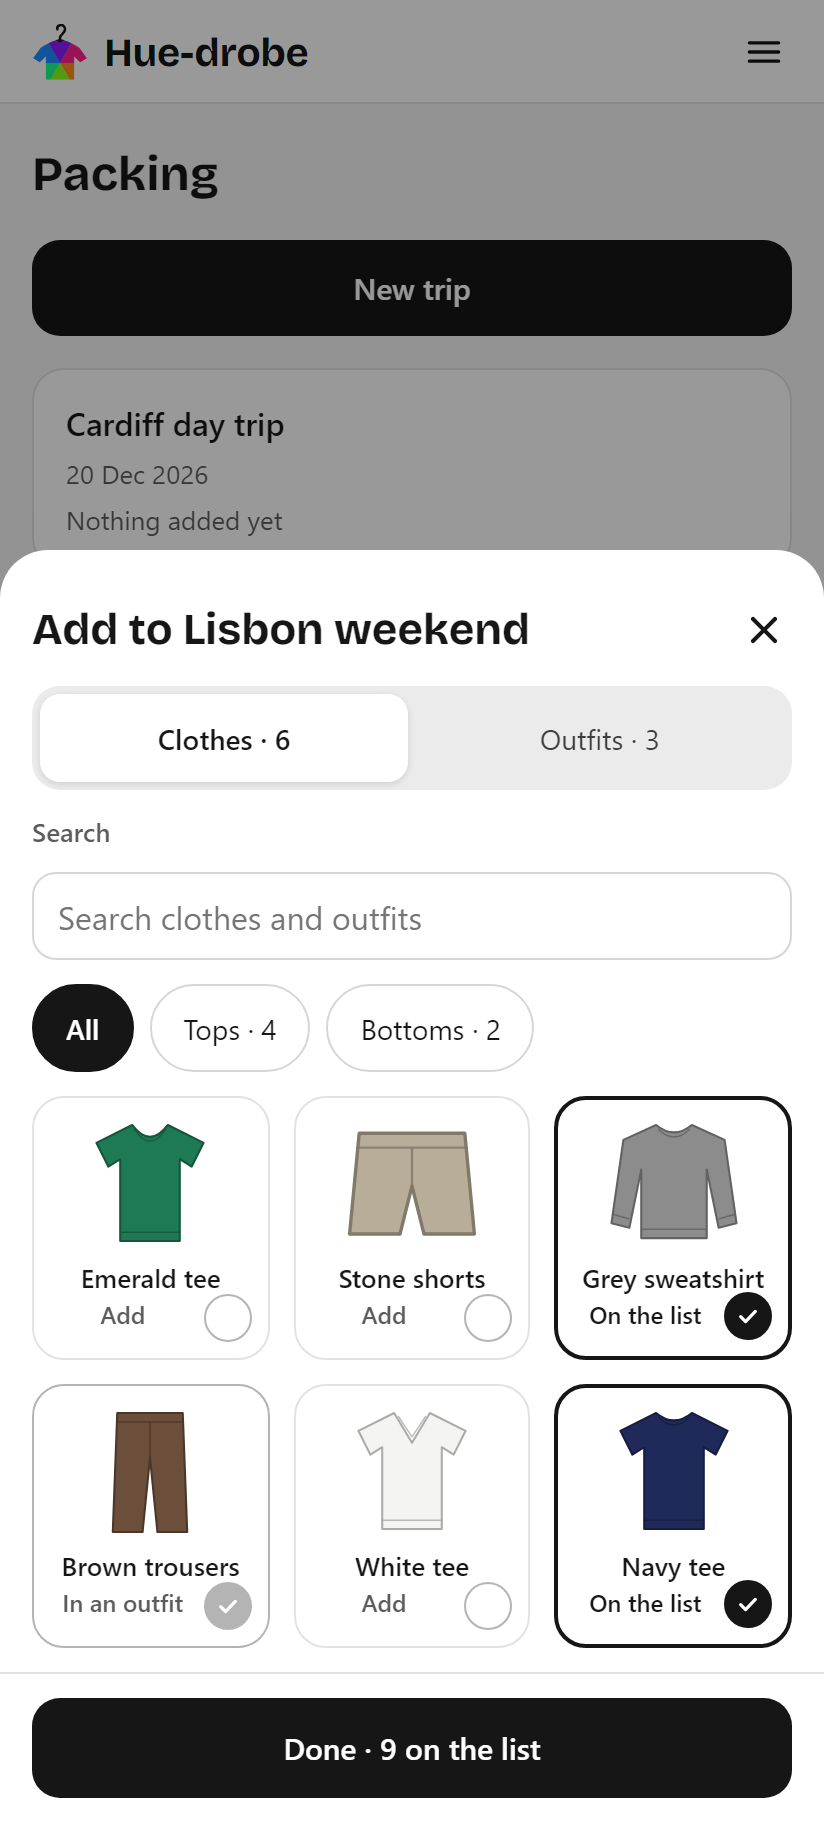 Hue-drobe
Packing
New trip
Cardiff day trip
20 Dec 2026
Nothing added yet
Add to Lisbon weekend
Clothes · 6
Outfits · 3
Search
Search clothes and outfits
All
Tops · 4
Bottoms · 2
Emerald tee
Add
Stone shorts
Add
Grey sweatshirt
On the list
Brown trousers
In an outfit
White tee
Add
Navy tee
On the list
Done · 9 on the list